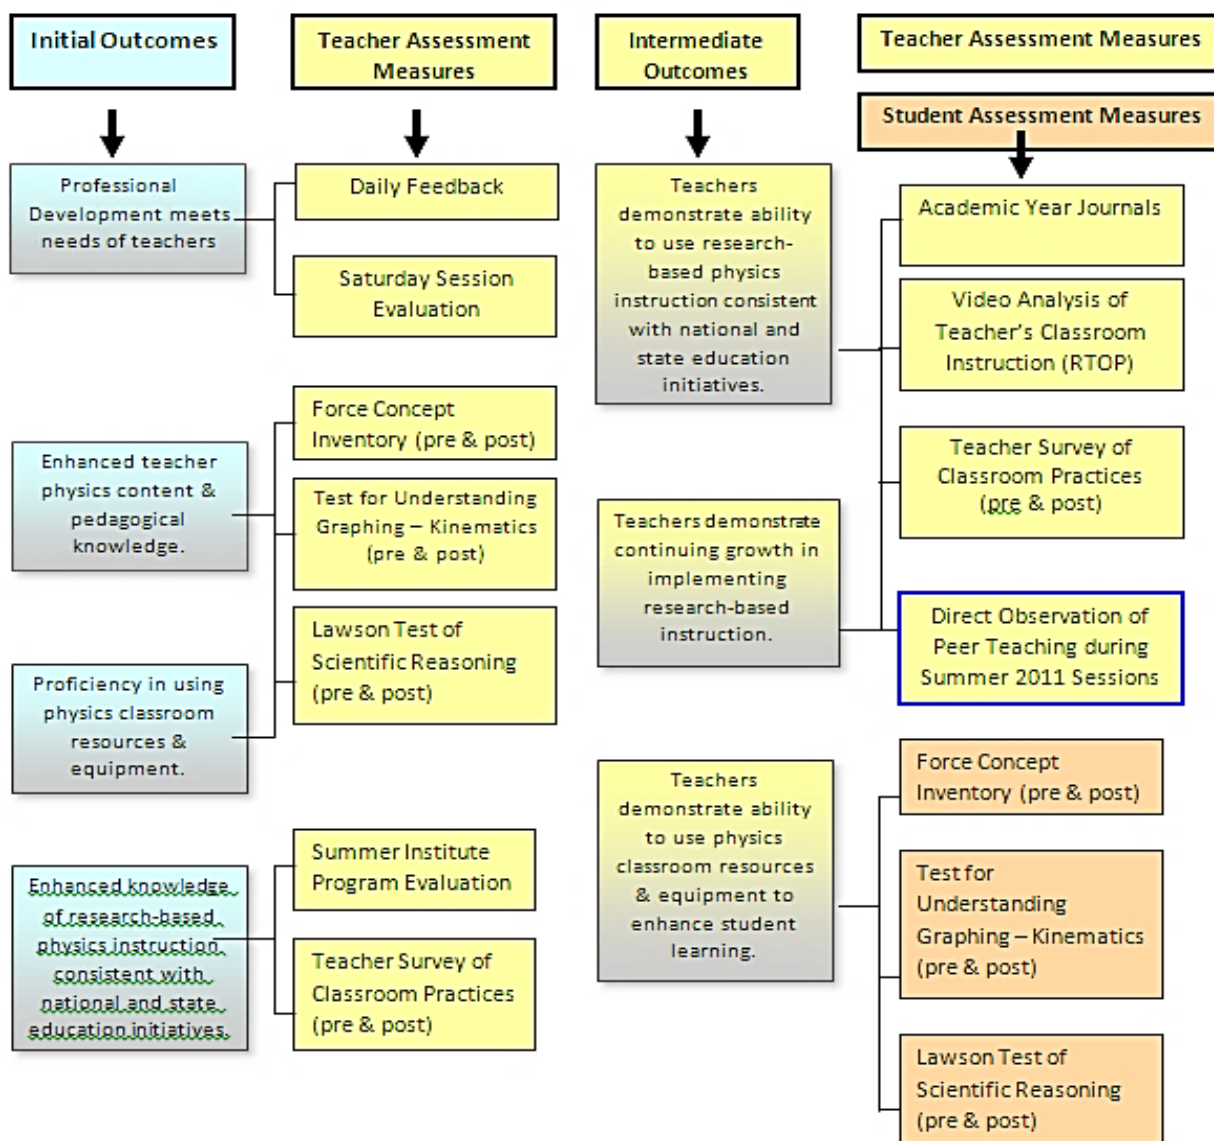 Initial Outcomes
Teacher Assessment
Measures
Intermediate
Outcomes
Teacher Assessment Measures
Student Assessment Measures
Professional
Development meets
needs of teachers
Daily Feedback
Saturday Session
Evaluation
Enhanced teacher
physics content &
pedagogical
knowledge.
Proficiency in using
physics classroom
resources &
equipment.
Force Concept
Inventory (pre & post)
Test for Understanding
Graphing – Kinematics
(pre & post)
Lawson Test of
Scientific Reasoning
(pre & post)
Enhanced knowledge
of research-based
physics instruction
consistent with
national and state
education initiatives.
Summer Institute
Program Evaluation
Teacher Survey of
Classroom Practices
(pre & post)
Teachers
demonstrate ability
to use research-
based physics
instruction consistent
with national and
state education
initiatives.
Teachers demonstrate
continuing growth in
implementing
research-based
instruction.
Academic Year Journals
Video Analysis of
Teacher's Classroom
Instruction (RTOP)
Teacher Survey of
Classroom Practices
(pre & post)
Direct Observation of
Peer Teaching during
Summer 2011 Sessions
Teachers
demonstrate ability
to use physics
classroom resources
& equipment to
enhance student
learning.
Force Concept
Inventory (pre & post)
Test for
Understanding
Graphing – Kinematics
(pre & post)
Lawson Test of
Scientific Reasoning
(pre & post)